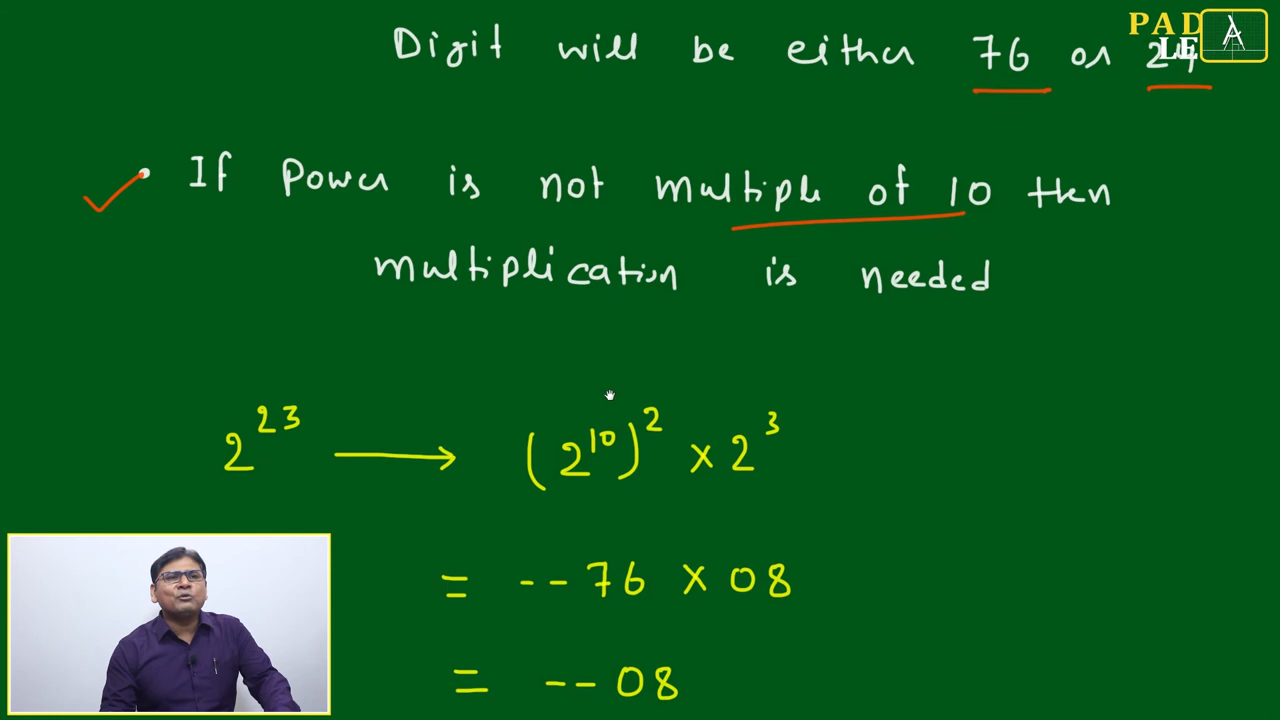 Digit will be either 76 or 24
PAD
LE
• If Power is not multiple of 10 then
multiplication is needed
2^23 ⟶ (2^10)^2 × 2^3
= --76 × 08
= --08